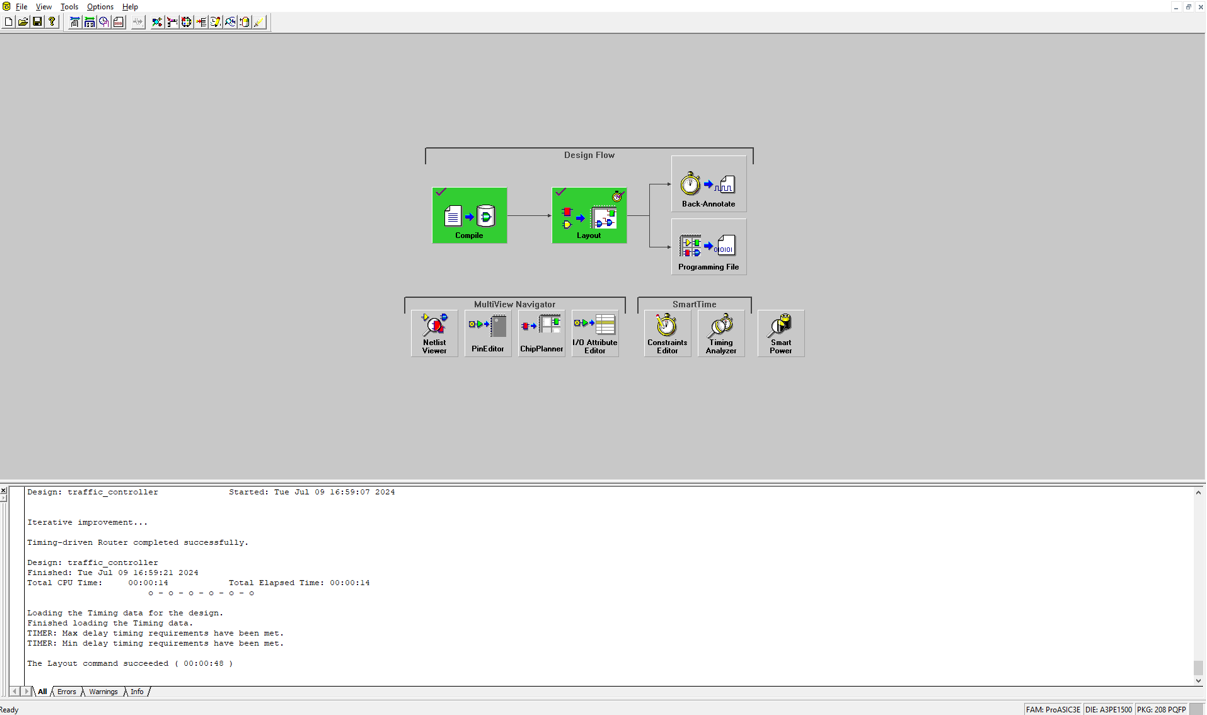 File View Tools Options Help
Design Flow
Compile
Layout
Back-Annotate
Programming File
010101
MultiView Navigator
SmartTime
Netlist
Viewer
PinEditor
ChipPlanner
I/O Attribute
Editor
Constraints
Editor
Timing
Analyzer
Smart
Power
Design: traffic_controller Started: Tue Jul 09 16:59:07 2024
Iterative improvement...
Timing-driven Router completed successfully.
Design: traffic_controller
Finished: Tue Jul 09 16:59:21 2024
Total CPU Time: 00:00:14 Total Elapsed Time: 00:00:14
o - o - o - o - o - o
Loading the Timing data for the design.
Finished loading the Timing data.
TIMER: Max delay timing requirements have been met.
TIMER: Min delay timing requirements have been met.
The Layout command succeeded ( 00:00:48 )
All Errors Warnings Info
Ready
FAM: ProASIC3E DIE: A3PE1500 PKG: 208 PQFP